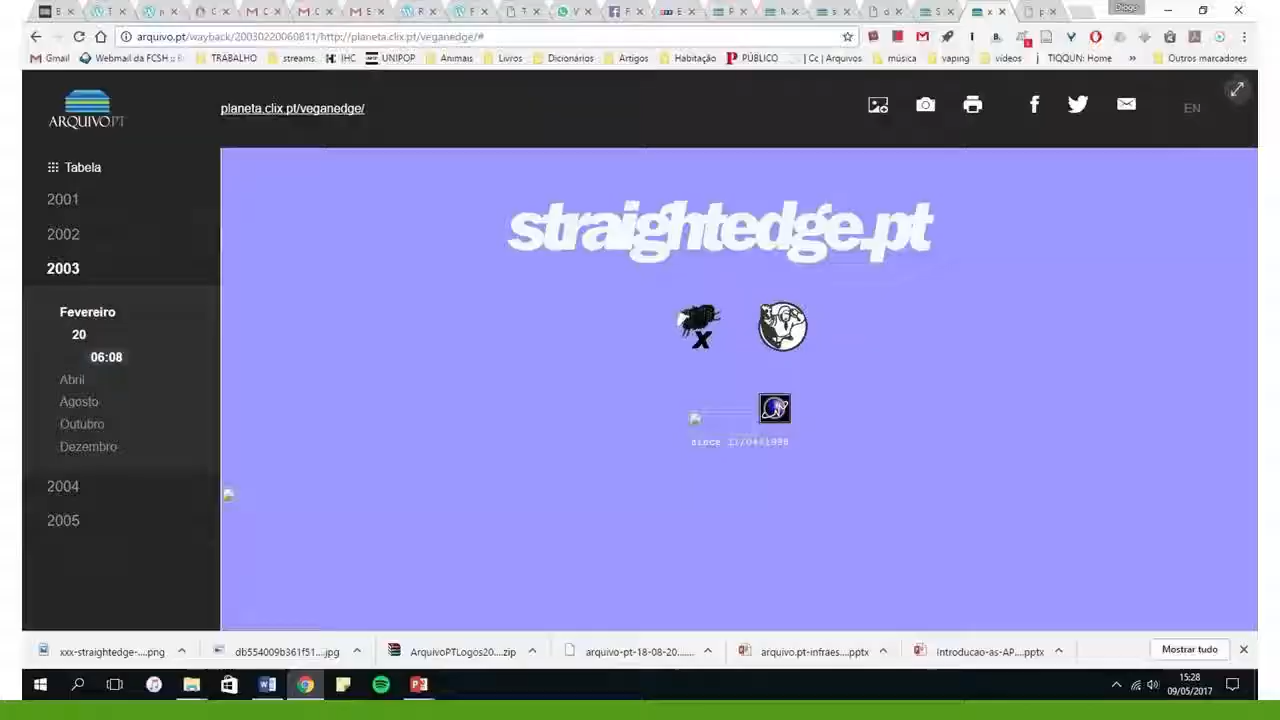 Diogo
arquivo.pt/wayback/20030220060811/http://planeta.clix.pt/veganedge/#
Gmail
Webmail da FCSH
TRABALHO
streams
IHC
UNIPOP
Animais
Livros
Dicionários
Artigos
Habitação
PÚBLICO
| Cc | Arquivos
música
vaping
vídeos
TIQQUN: Home
»
Outros marcadores
ARQUIVO.PT
planeta.clix.pt/veganedge/
EN
Tabela
2001
2002
2003
Fevereiro
20
06:08
Abril
Agosto
Outubro
Dezembro
2004
2005
straightedge.pt
x
since 11/04/1998
xxx-straightedge-....png
db554009b361f51....jpg
ArquivoPTLogos20....zip
arquivo-pt-18-08-20......
arquivo.pt-infraes....pptx
Introducao-as-AP....pptx
Mostrar tudo
15:28
09/05/2017